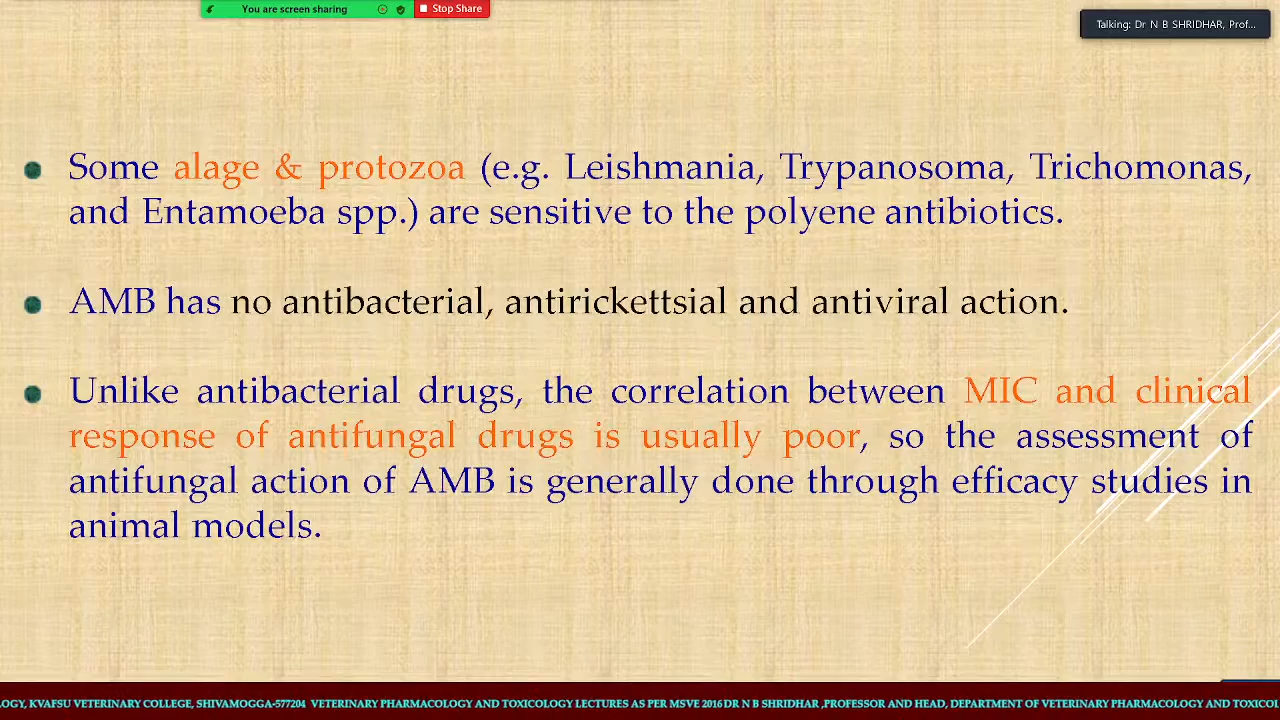 You are screen sharing
Stop Share
Talking: Dr N B SHRIDHAR, Prof...
Some alage & protozoa (e.g. Leishmania, Trypanosoma, Trichomonas,
and Entamoeba spp.) are sensitive to the polyene antibiotics.
AMB has no antibacterial, antirickettsial and antiviral action.
Unlike antibacterial drugs, the correlation between MIC and clinical
response of antifungal drugs is usually poor, so the assessment of
antifungal action of AMB is generally done through efficacy studies in
animal models.
OGY, KVAFSU VETERINARY COLLEGE, SHIVAMOGGA-577204 VETERINARY PHARMACOLOGY AND TOXICOLOGY LECTURES AS PER MSVE 2016 DR N B SHRIDHAR ,PROFESSOR AND HEAD, DEPARTMENT OF VETERINARY PHARMACOLOGY AND TOXICOL